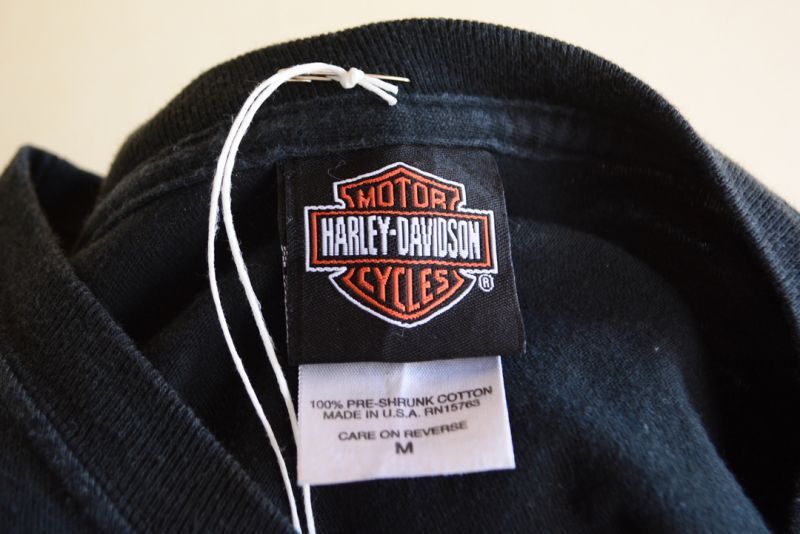 MOTOR
HARLEY-DAVIDSON
CYCLES
®
100% PRE-SHRUNK COTTON
MADE IN U.S.A. RN15763
CARE ON REVERSE
M